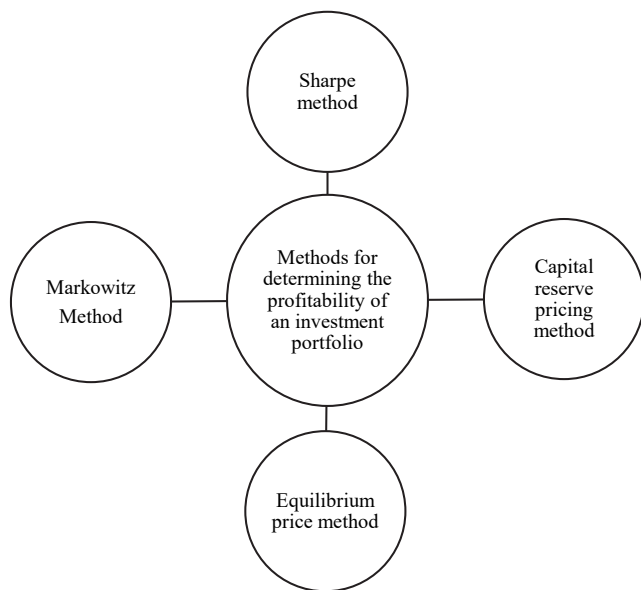 Sharpe
method
Markowitz
Method
Methods for
determining the
profitability of
an investment
portfolio
Capital
reserve
pricing
method
Equilibrium
price method